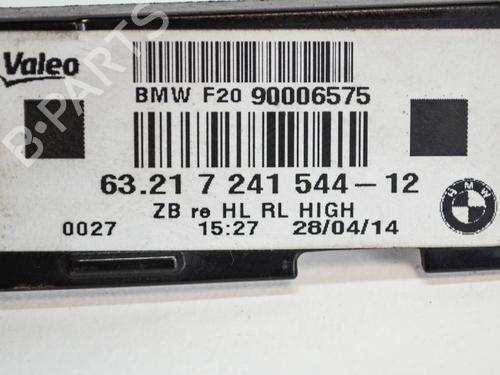 Valeo
BMW F20 90006575
63.21 7 241 544-12
ZB re HL RL HIGH
0027 15:27 28/04/14
BMW
B-PARTS